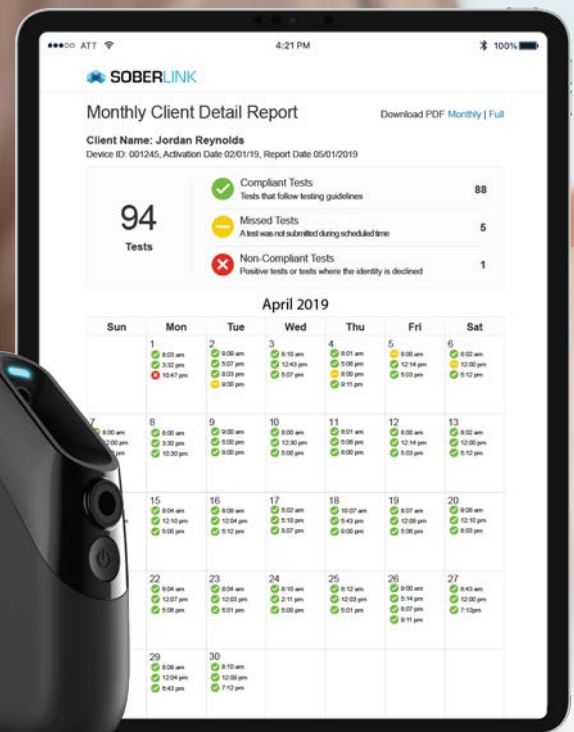 ATT 4:21 PM 100%
SOBERLINK
Monthly Client Detail Report
Download PDF Monthly | Full
Client Name: Jordan Reynolds
Device ID: 001245, Activation Date 02/01/19, Report Date 05/01/2019
94
Tests
Compliant Tests 88
Tests that follow testing guidelines
Missed Tests 5
A test was not submitted during scheduled time
Non-Compliant Tests 1
Positive tests or tests where the identity is declined
April 2019
Sun Mon Tue Wed Thu Fri Sat
1 2 3 4 5 6
8:03 am 9:09 am 8:10 am 8:01 am 8:00 am 8:02 am
3:32 pm 5:07 pm 12:43 pm 5:06 pm 12:14 pm 12:00 pm
10:47 pm 8:03 pm 5:07 pm 8:00 pm 5:03 pm 5:12 pm
9:00 pm 9:11 pm
7 8 9 10 11 12 13
8:00 am 9:00 am 8:00 am 8:01 am 8:00 am 8:02 am
3:30 pm 5:00 pm 12:30 pm 5:06 pm 12:14 pm 12:00 pm
10:30 pm 8:00 pm 5:00 pm 8:00 pm 5:03 pm 5:12 pm
15 16 17 18 19 20
8:04 am 8:08 am 8:02 am 10:07 am 8:07 am 9:08 am
12:10 pm 12:04 pm 5:10 pm 5:43 pm 12:08 pm 12:10 pm
5:00 pm 5:12 pm 8:07 pm 9:00 pm 5:06 pm 8:03 pm
22 23 24 25 26 27
8:04 am 8:04 am 8:10 am 8:12 am 9:00 am 8:43 am
12:07 pm 12:03 pm 2:11 pm 12:03 pm 5:14 pm 12:00 pm
5:08 pm 5:01 pm 5:00 pm 5:01 pm 8:07 pm 7:12pm
9:11 pm
29 30
8:09 am 8:10 am
12:04 pm 12:09 pm
8:43 pm 7:12 pm